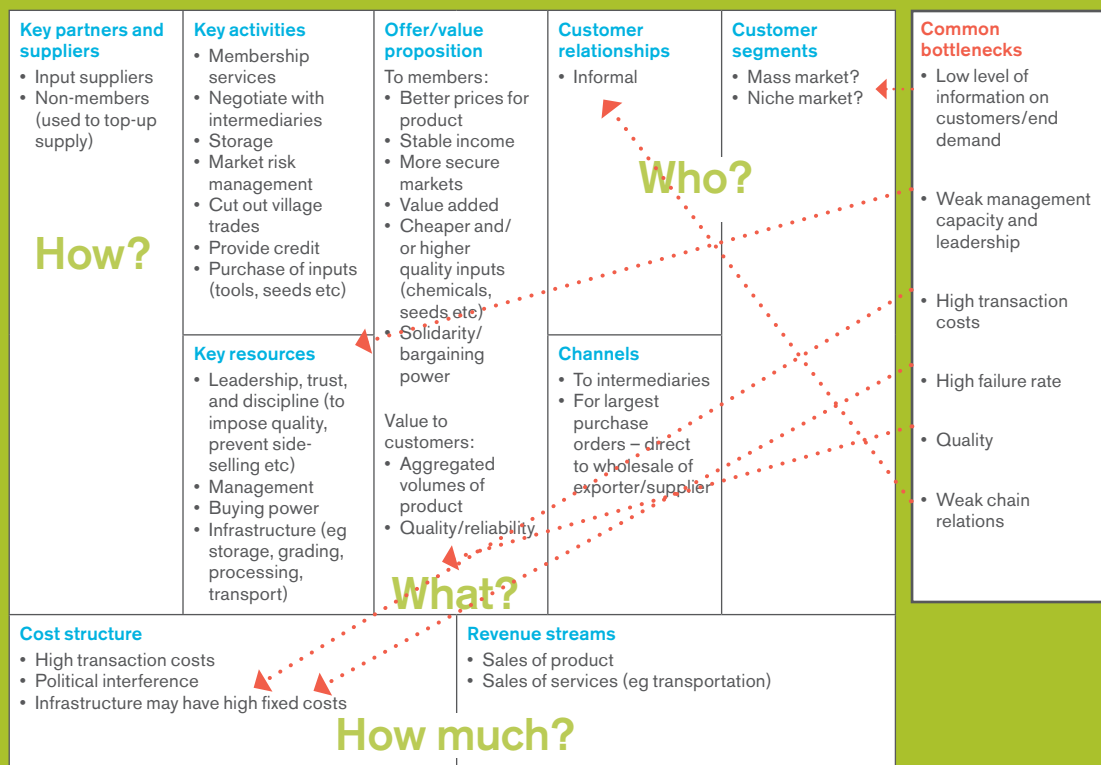 Key partners and
suppliers
• Input suppliers
• Non-members
(used to top-up
supply)
How?
Key activities
• Membership
services
• Negotiate with
intermediaries
• Storage
• Market risk
management
• Cut out village
trades
• Provide credit
• Purchase of inputs
(tools, seeds etc)
Key resources
• Leadership, trust,
and discipline (to
impose quality,
prevent side-
selling etc)
• Management
• Buying power
• Infrastructure (eg
storage, grading,
processing,
transport)
Offer/value
proposition
To members:
• Better prices for
product
• Stable income
• More secure
markets
• Value added
• Cheaper and/
or higher
quality inputs
(chemicals,
seeds etc)
• Solidarity/
bargaining
power
Value to
customers:
• Aggregated
volumes of
product
• Quality/reliability
What?
Customer
relationships
• Informal
Who?
Channels
• To intermediaries
• For largest
purchase
orders – direct
to wholesale of
exporter/supplier
Customer
segments
• Mass market?
• Niche market?
Cost structure
• High transaction costs
• Political interference
• Infrastructure may have high fixed costs
Revenue streams
• Sales of product
• Sales of services (eg transportation)
How much?
Common
bottlenecks
• Low level of
information on
customers/end
demand
• Weak management
capacity and
leadership
• High transaction
costs
• High failure rate
• Quality
• Weak chain
relations